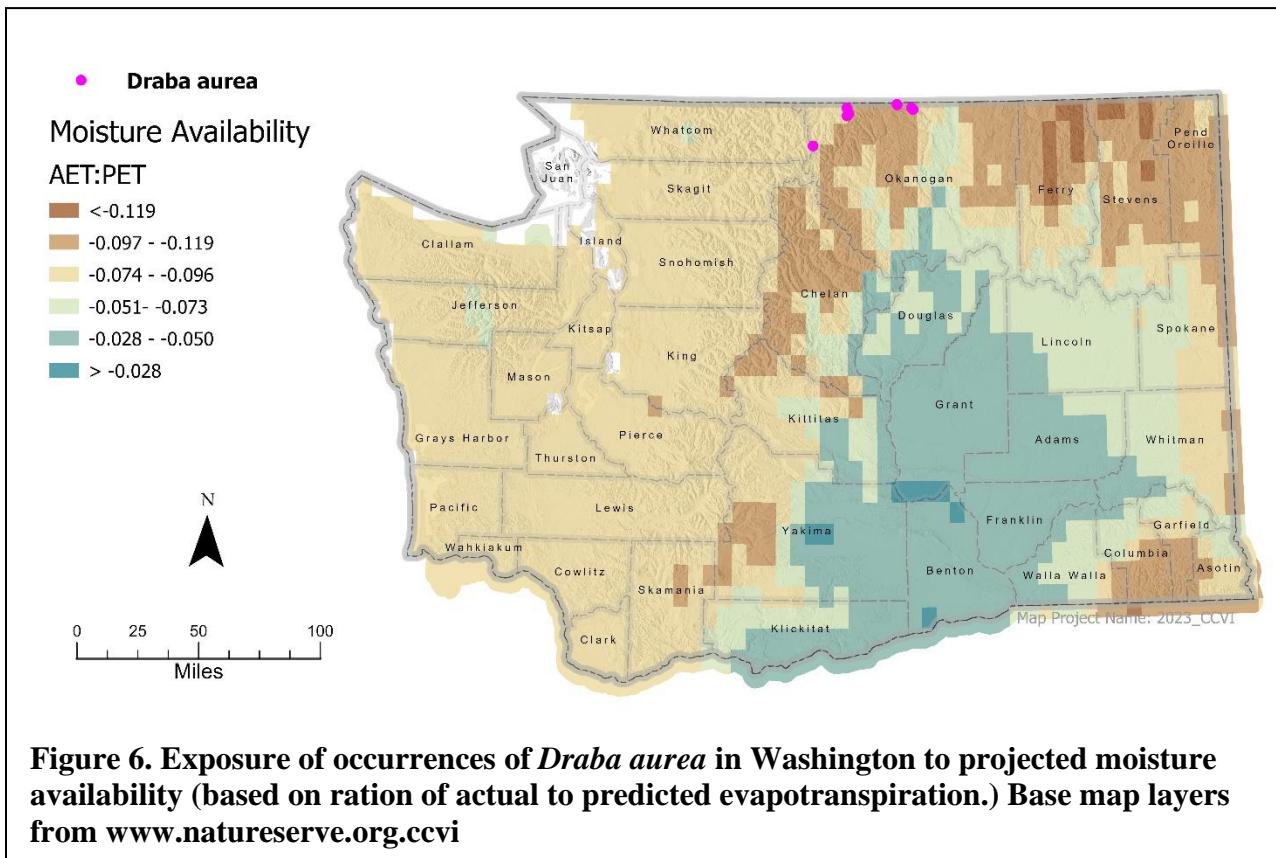 Draba aurea
Moisture Availability
AET:PET
<-0.119
-0.097 - -0.119
-0.074 - -0.096
-0.051- -0.073
-0.028 - -0.050
> -0.028
N
0 25 50 100
Miles
Whatcom
San
Juan
Skagit
Okanogan
Ferry
Stevens
Pend
Oreille
Clallam
Island
Snohomish
Chelan
Jefferson
Kitsap
Douglas
Lincoln
Spokane
King
Mason
Grant
Kittitas
Grays Harbor
Pierce
Adams
Whitman
Thurston
Pacific
Lewis
Yakima
Franklin
Garfield
Wahkiakum
Columbia
Cowlitz
Skamania
Benton
Walla Walla
Asotin
Clark
Klickitat
Map Project Name: 2023_CCVI
Figure 6. Exposure of occurrences of Draba aurea in Washington to projected moisture
availability (based on ration of actual to predicted evapotranspiration.) Base map layers
from www.natureserve.org.ccvi